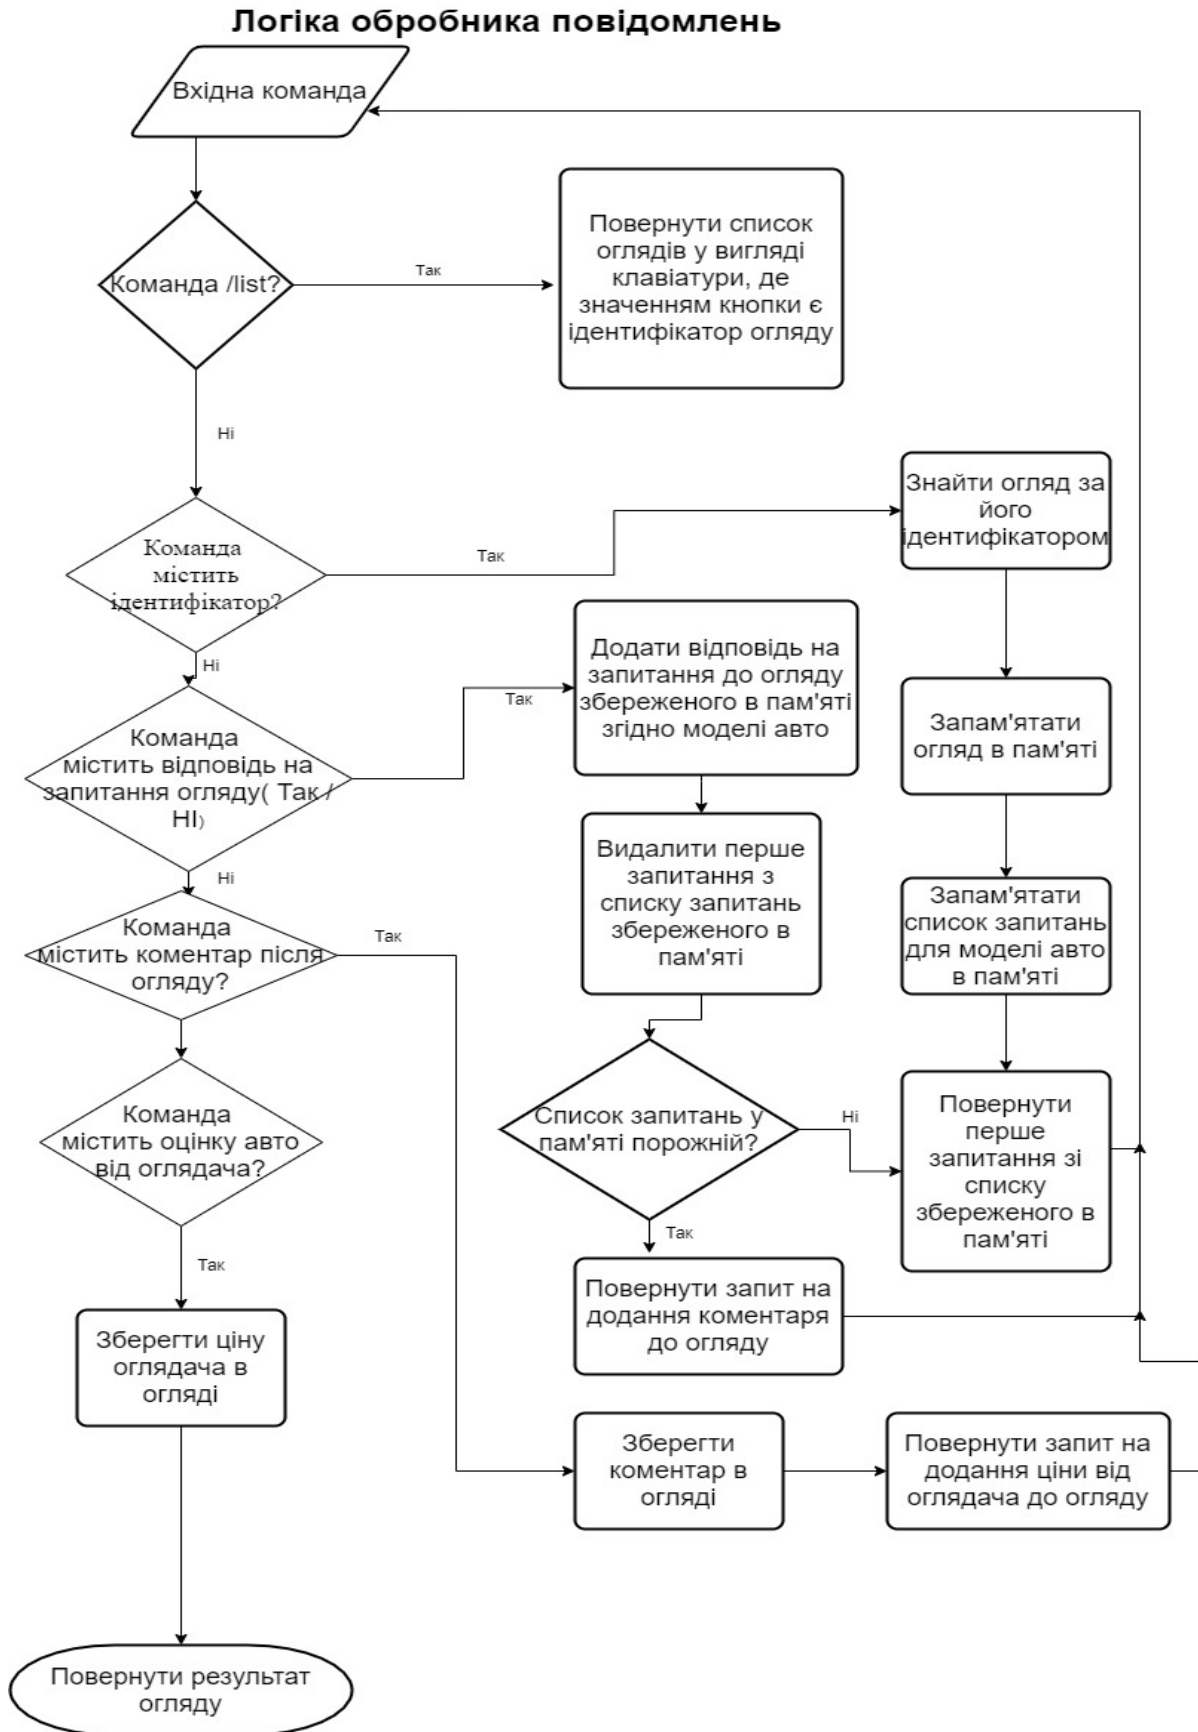 Логіка обробника повідомлень
Вхідна команда
Команда /list?
Так
Повернути список
оглядів у вигляді
клавіатури, де
значенням кнопки є
ідентифікатор огляду
Ні
Команда
містить
ідентифікатор?
Так
Знайти огляд за
його
ідентифікатором
Ні
Запам'ятати
огляд в пам'яті
Запам'ятати
список запитань
для моделі авто
в пам'яті
Команда
містить відповідь на
запитання огляду( Так /
НІ)
Так
Додати відповідь на
запитання до огляду
збереженого в пам'яті
згідно моделі авто
Видалити перше
запитання з
списку запитань
збереженого в
пам'яті
Список запитань у
пам'яті порожній?
Ні
Повернути
перше
запитання зі
списку
збереженого в
пам'яті
Так
Повернути запит на
додання коментаря
до огляду
Ні
Команда
містить коментар після
огляду?
Так
Зберегти
коментар в
огляді
Повернути запит на
додання ціни від
оглядача до огляду
Команда
містить оцінку авто
від оглядача?
Так
Зберегти ціну
оглядача в
огляді
Повернути результат
огляду